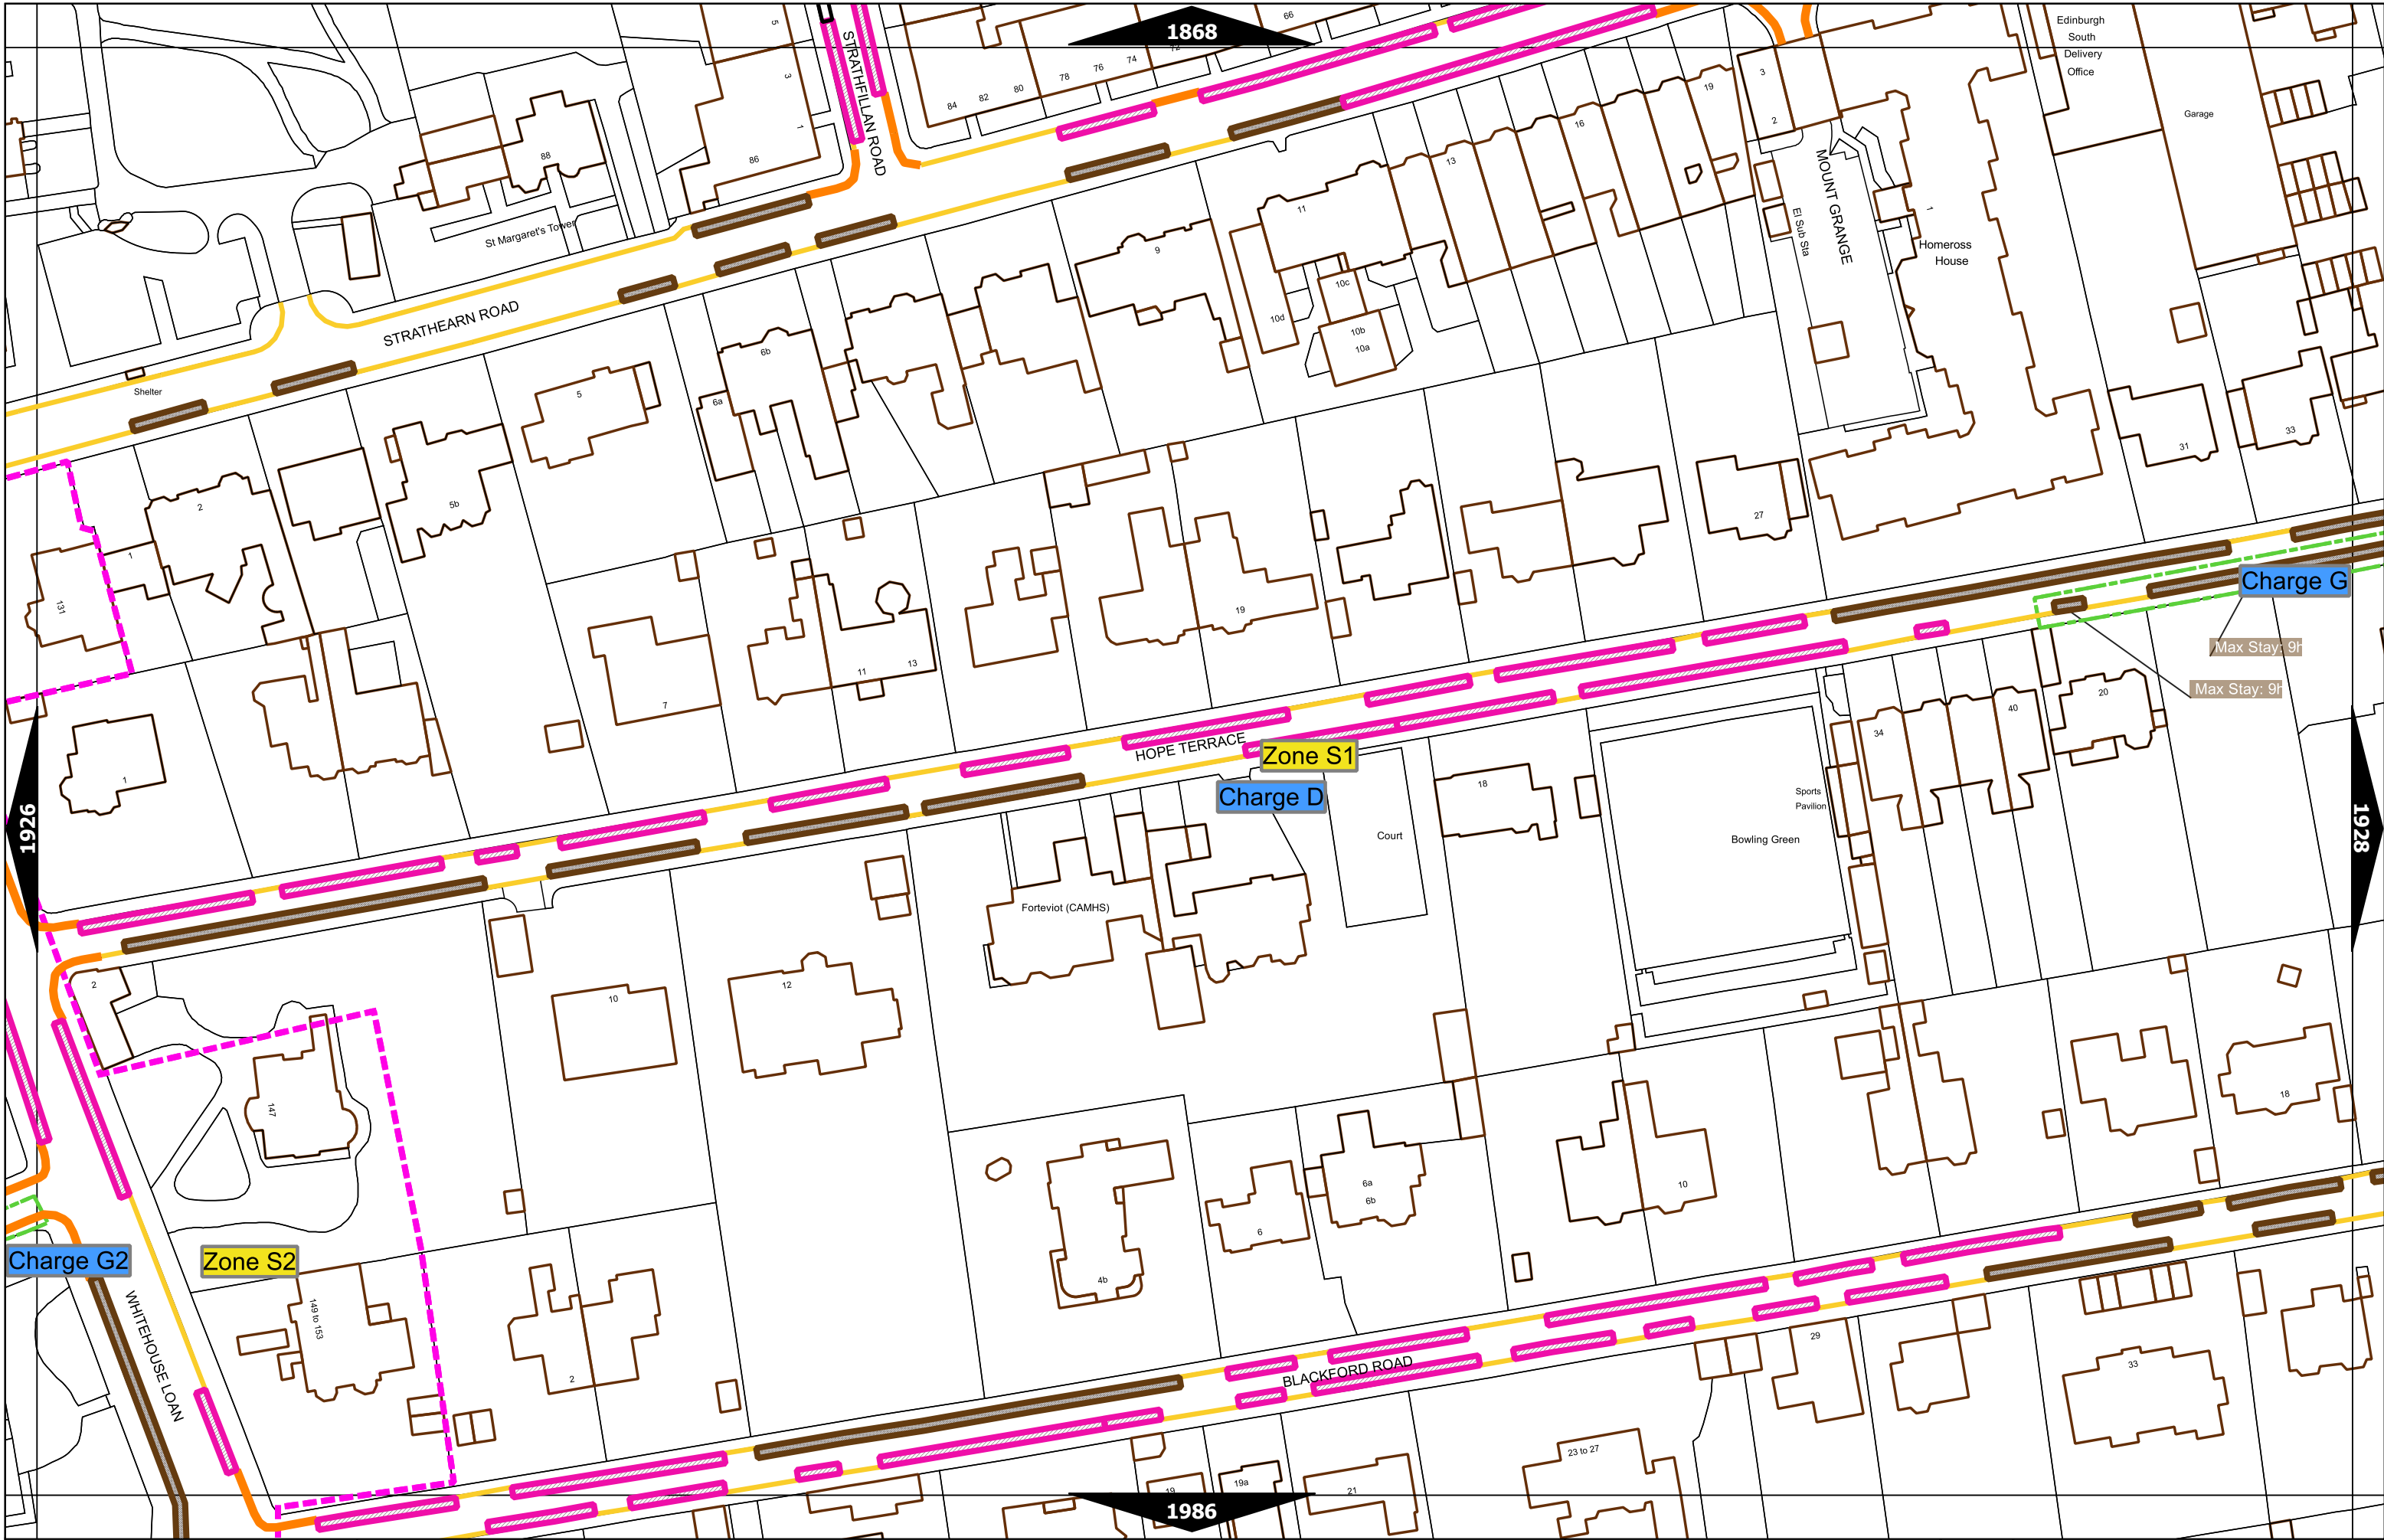 1868
66
5
3
1
STRATHFILLAN ROAD
84
82
80
78
76
74
72
19
3
2
Edinburgh
South
Delivery
Office
Garage
88
86
16
13
11
9
MOUNT GRANGE
El Sub Sta
1
Homeross
House
St Margaret's Tower
STRATHEARN ROAD
10c
10d
10b
10a
6b
6a
5
Shelter
33
31
2
5b
27
1
131
19
Charge G
Max Stay: 9h
Max Stay: 9h
11
13
7
20
40
34
HOPE TERRACE
Zone S1
Charge D
1
18
Sports
Pavilion
Bowling Green
Court
1926
1928
Forteviot (CAMHS)
2
10
12
147
18
6a
6b
10
6
4b
Charge G2
Zone S2
WHITEHOUSE LOAN
149 to 153
2
BLACKFORD ROAD
29
33
23 to 27
19
19a
21
1986